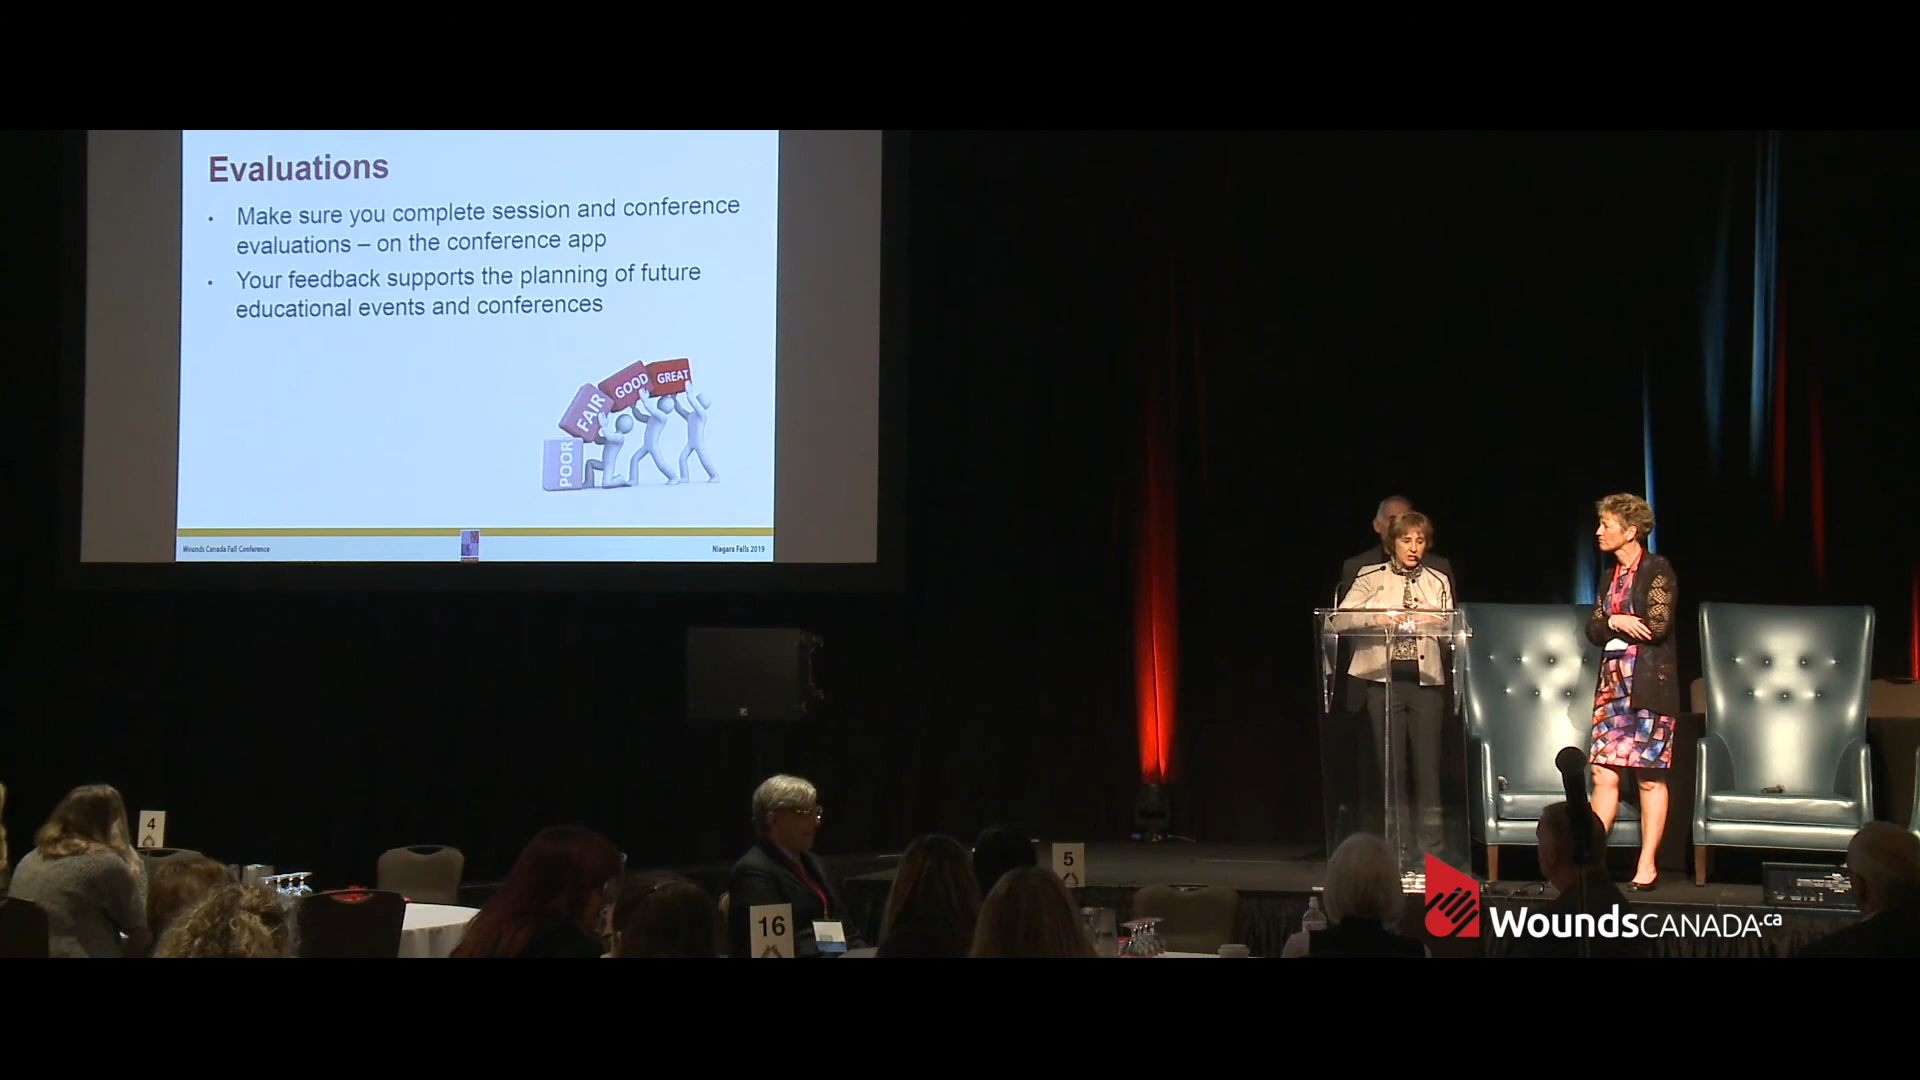 Evaluations
• Make sure you complete session and conference
evaluations – on the conference app
• Your feedback supports the planning of future
educational events and conferences
POOR
FAIR
GOOD
GREAT
Wounds Canada Fall Conference
Niagara Falls 2019
4
5
16
WoundsCANADA.ca